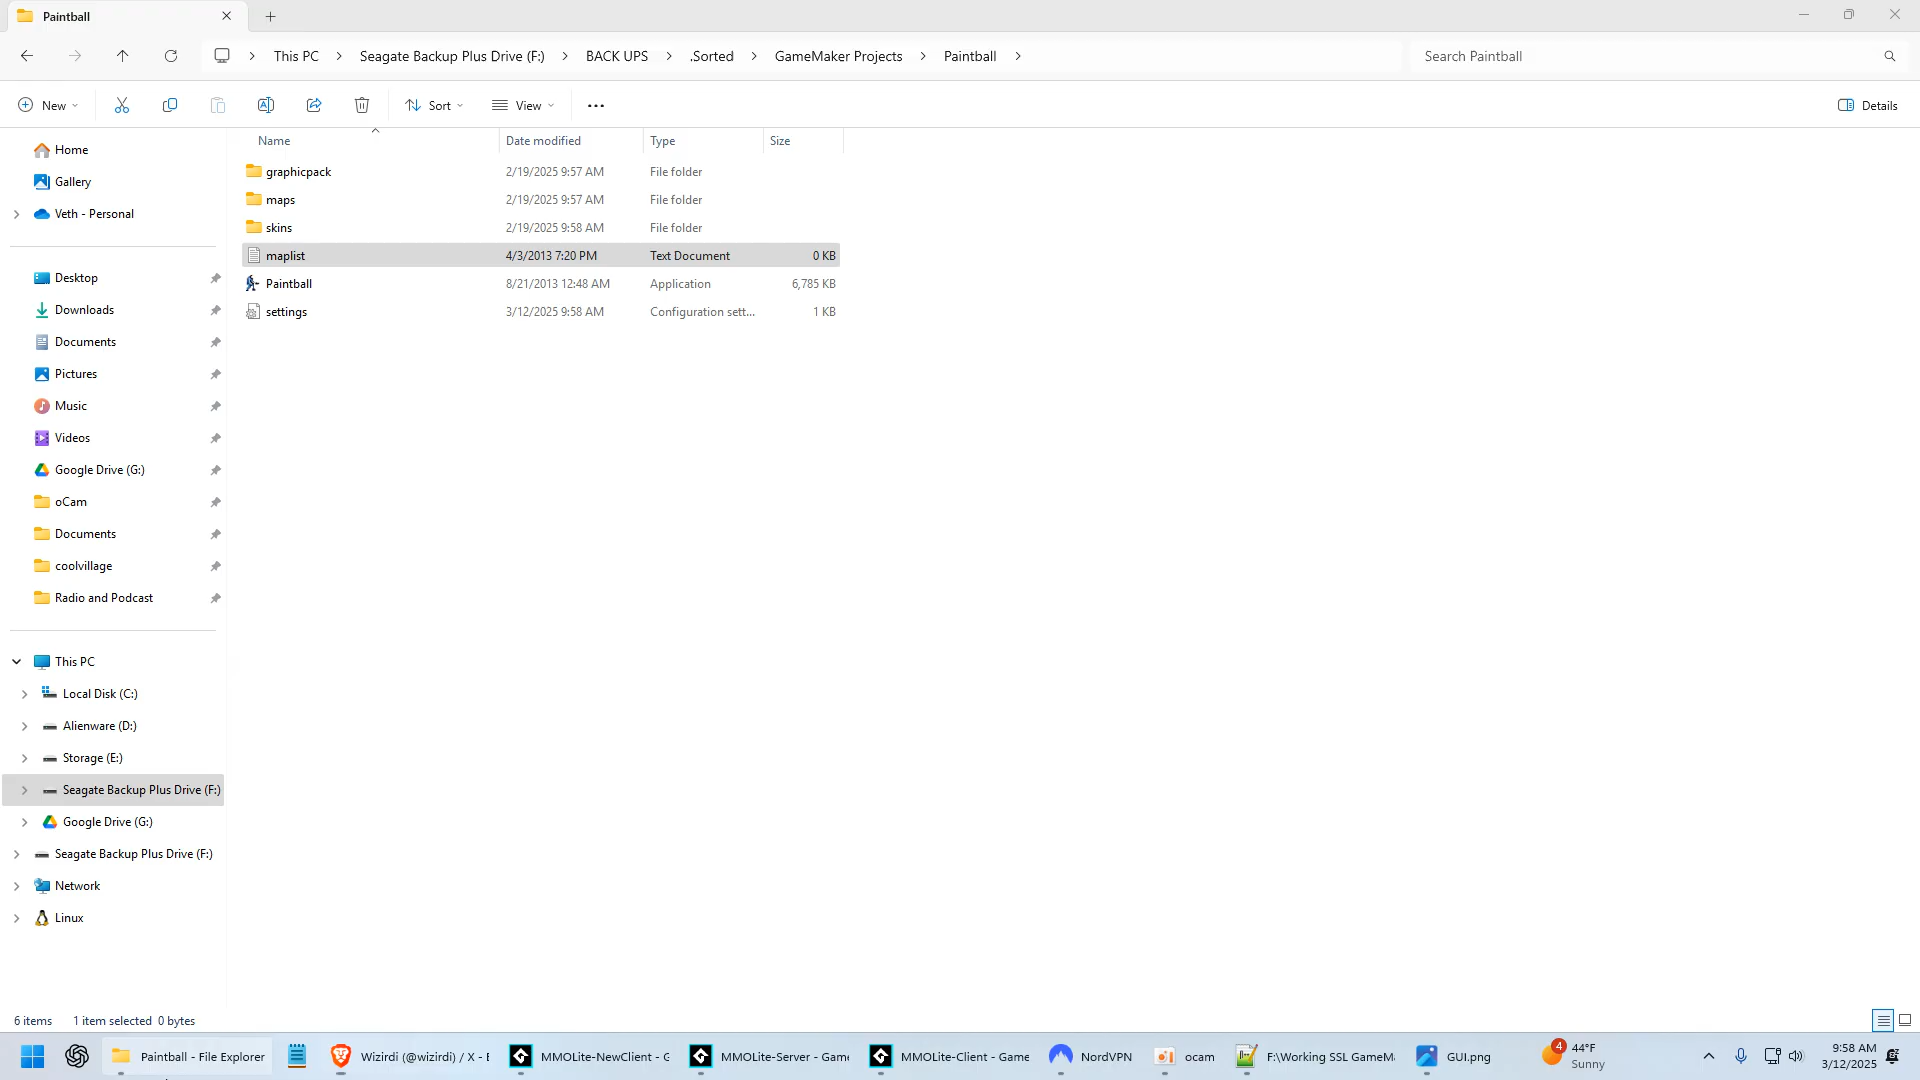 Paintball
This PC
Seagate Backup Plus Drive (F:)
BACK UPS
.Sorted
GameMaker Projects
Paintball
Search Paintball
New
Sort
View
Details
Name
Date modified
Type
Size
graphicpack 2/19/2025 9:57 AM File folder
maps 2/19/2025 9:57 AM File folder
skins 2/19/2025 9:58 AM File folder
maplist 4/3/2013 7:20 PM Text Document 0 KB
Paintball 8/21/2013 12:48 AM Application 6,785 KB
settings 3/12/2025 9:58 AM Configuration sett... 1 KB
Home
Gallery
Veth - Personal
Desktop
Downloads
Documents
Pictures
Music
Videos
Google Drive (G:)
oCam
Documents
coolvillage
Radio and Podcast
This PC
Local Disk (C:)
Alienware (D:)
Storage (E:)
Seagate Backup Plus Drive (F:)
Google Drive (G:)
Seagate Backup Plus Drive (F:)
Network
Linux
6 items 1 item selected 0 bytes
Paintball - File Explorer
Wizirdi (@wizirdi) / X - E
MMOLite-NewClient - G
MMOLite-Server - Game
MMOLite-Client - Game
NordVPN
ocam
F:\Working SSL GameM
GUI.png
4
44°F
Sunny
9:58 AM
3/12/2025